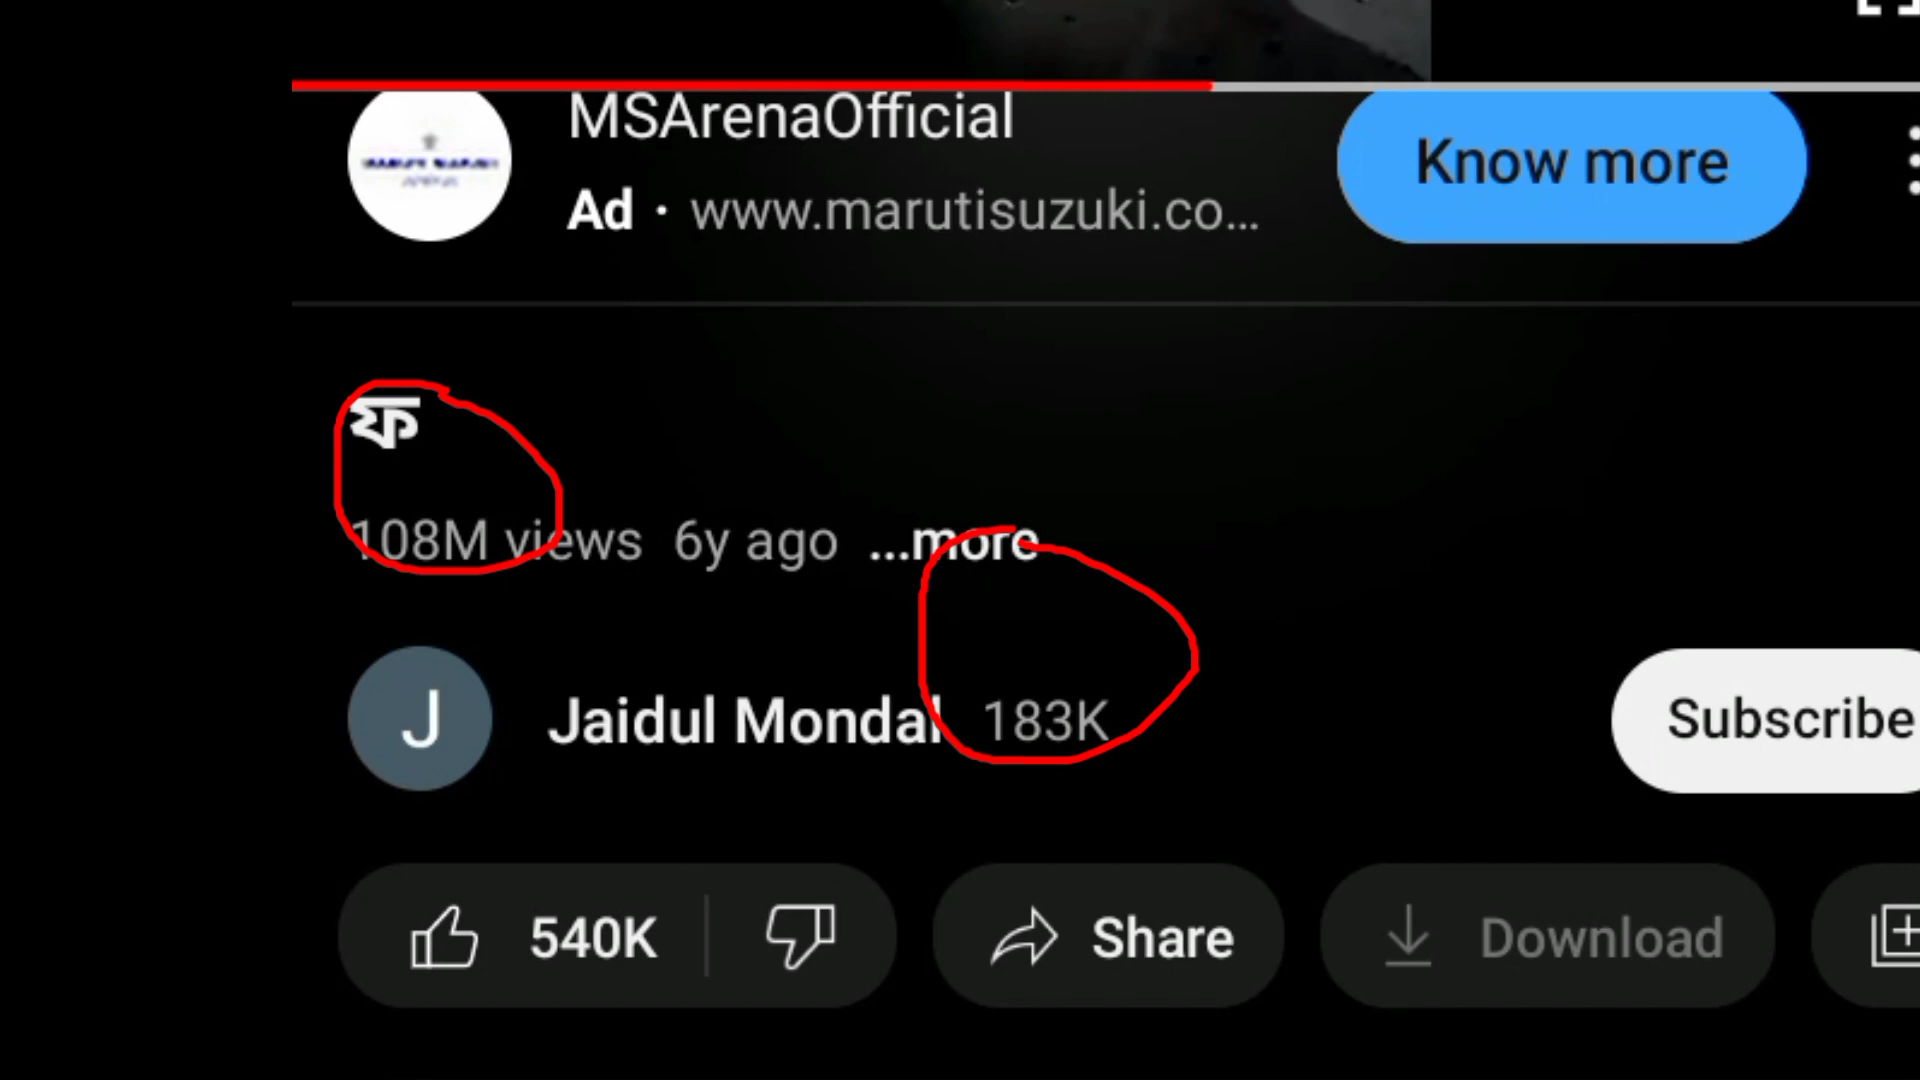 MSArenaOfficial
Know more
Ad · www.marutisuzuki.co...
ফ
108M views 6y ago ...more
J
Jaidul Mondal 183K
Subscribe
540K
Share
Download